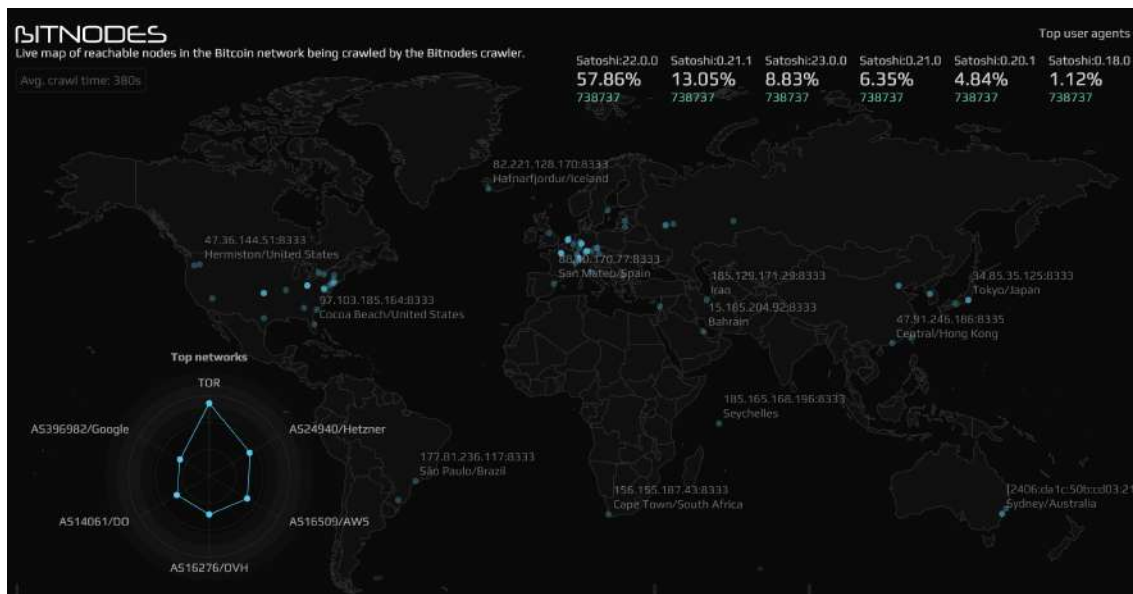 BITNODES
Live map of reachable nodes in the Bitcoin network being crawled by the Bitnodes crawler.
Avg. crawl time: 380s
Top user agents
Satoshi:22.0.0 Satoshi:0.21.1 Satoshi:23.0.0 Satoshi:0.21.0 Satoshi:0.20.1 Satoshi:0.18.0
57.86% 13.05% 8.83% 6.35% 4.84% 1.12%
738737 738737 738737 738737 738737 738737
82.221.128.170:8333
Hafnarfjordur/Iceland
47.36.144.51:8333
Hermiston/United States
San Mateo/Spain
185.129.171.29:8333
Iraq
34.85.35.125:8333
Tokyo/Japan
97.103.185.164:8333
Cocoa Beach/United States
15.185.204.92:8333
Bahrain
47.91.246.186:8335
Central/Hong Kong
Top networks
TOR
AS396982/Google
AS24940/Hetzner
185.165.168.196:8333
Seychelles
177.81.236.117:8333
São Paulo/Brazil
156.155.187.43:8333
Cape Town/South Africa
Sydney/Australia
AS14061/DO
AS16509/AWS
AS16276/OVH